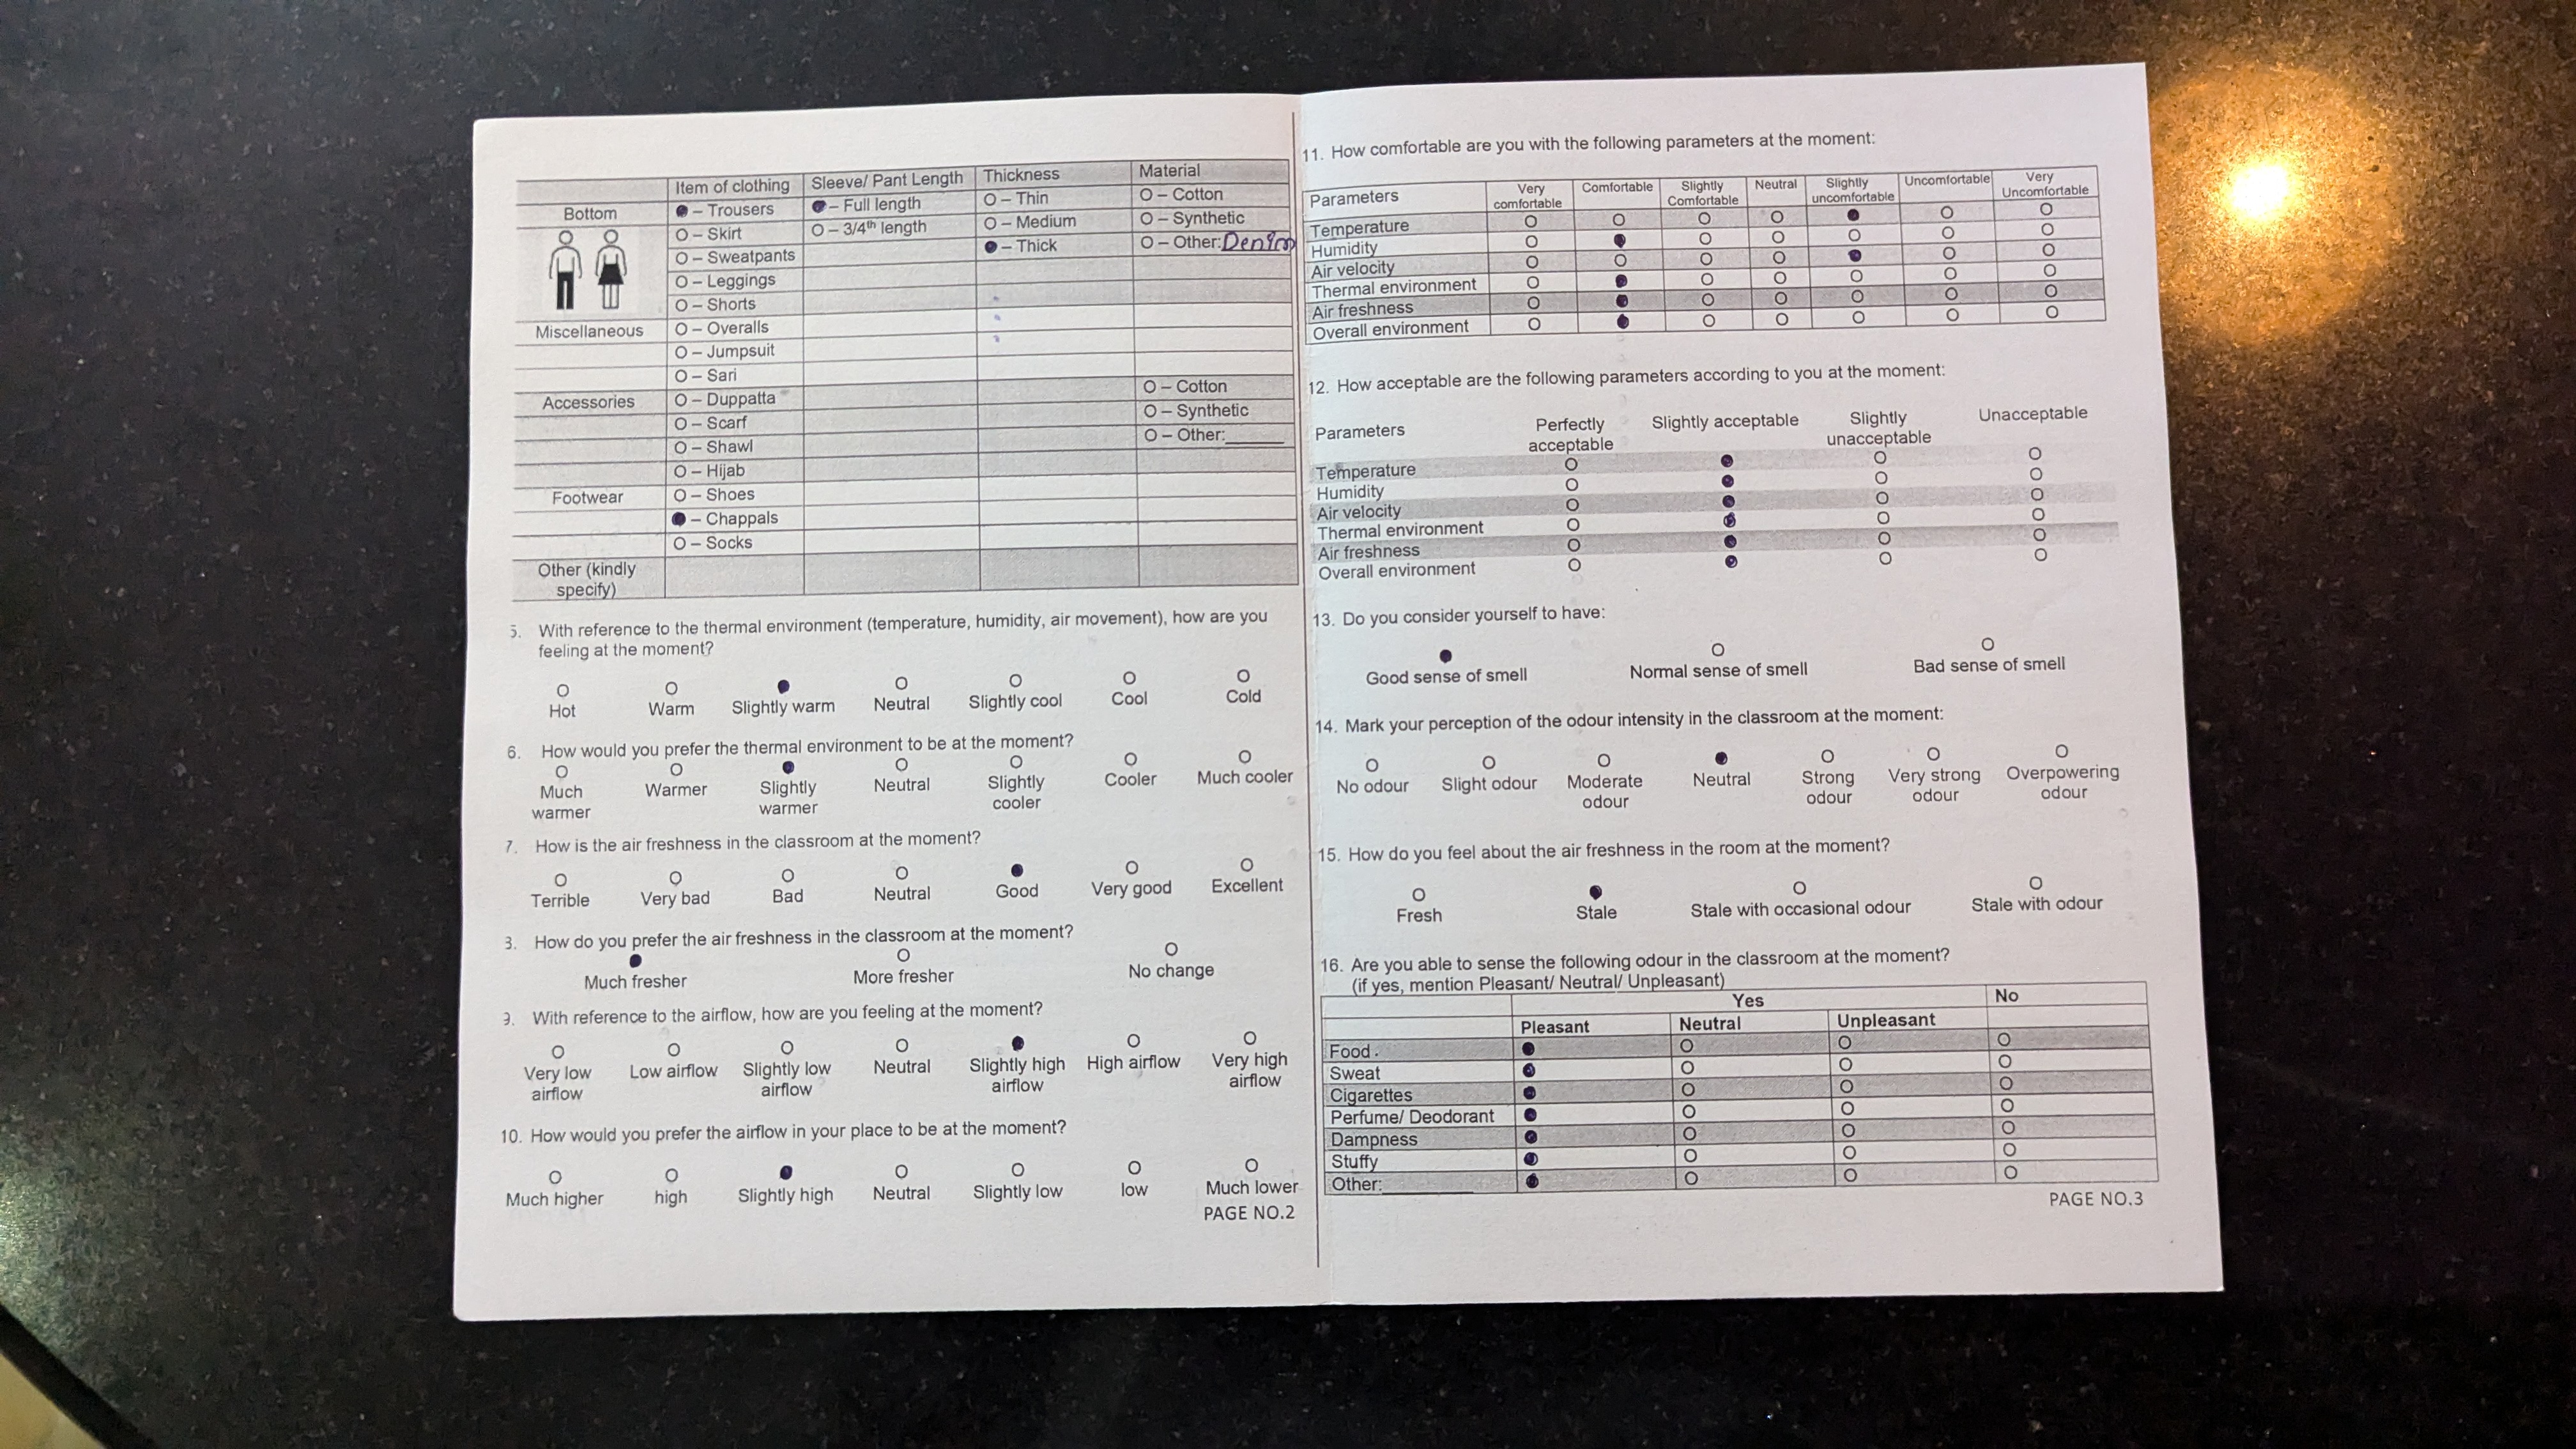 Item of clothing Sleeve/ Pant Length Thickness Material
Bottom ● – Trousers ● – Full length O – Thin O – Cotton
O – Skirt O – 3/4th length O – Medium O – Synthetic
O – Sweatpants ● – Thick O – Other: Denim
O – Leggings
O – Shorts
Miscellaneous O – Overalls
O – Jumpsuit
O – Sari
Accessories O – Duppatta O – Cotton
O – Scarf O – Synthetic
O – Shawl O – Other:______
O – Hijab
Footwear O – Shoes
● – Chappals
O – Socks
Other (kindly
specify)
5. With reference to the thermal environment (temperature, humidity, air movement), how are you
feeling at the moment?
O O ● O O O O
Hot Warm Slightly warm Neutral Slightly cool Cool Cold
6. How would you prefer the thermal environment to be at the moment?
O O ● O O O O
Much Warmer Slightly Neutral Slightly Cooler Much cooler
warmer warmer cooler
7. How is the air freshness in the classroom at the moment?
O O O O ● O O
Terrible Very bad Bad Neutral Good Very good Excellent
3. How do you prefer the air freshness in the classroom at the moment?
● O O
Much fresher More fresher No change
9. With reference to the airflow, how are you feeling at the moment?
O O O O ● O O
Very low Low airflow Slightly low Neutral Slightly high High airflow Very high
airflow airflow airflow airflow
10. How would you prefer the airflow in your place to be at the moment?
O O ● O O O O
Much higher high Slightly high Neutral Slightly low low Much lower
PAGE NO.2
11. How comfortable are you with the following parameters at the moment:
Parameters Very Comfortable Slightly Neutral Slightly Uncomfortable Very
comfortable Comfortable uncomfortable Uncomfortable
Temperature O O O O ● O O
Humidity O ● O O O O O
Air velocity O O O O ● O O
Thermal environment O ● O O O O O
Air freshness O ● O O O O O
Overall environment O ● O O O O O
12. How acceptable are the following parameters according to you at the moment:
Parameters Perfectly Slightly acceptable Slightly Unacceptable
acceptable unacceptable
Temperature O ● O O
Humidity O ● O O
Air velocity O ● O O
Thermal environment O ● O O
Air freshness O ● O O
Overall environment O ● O O
13. Do you consider yourself to have:
● O O
Good sense of smell Normal sense of smell Bad sense of smell
14. Mark your perception of the odour intensity in the classroom at the moment:
O O O ● O O O
No odour Slight odour Moderate Neutral Strong Very strong Overpowering
odour odour odour odour
15. How do you feel about the air freshness in the room at the moment?
O ● O O
Fresh Stale Stale with occasional odour Stale with odour
16. Are you able to sense the following odour in the classroom at the moment?
(if yes, mention Pleasant/ Neutral/ Unpleasant)
Yes No
Pleasant Neutral Unpleasant
Food . ● O O O
Sweat ● O O O
Cigarettes ● O O O
Perfume/ Deodorant ● O O O
Dampness ● O O O
Stuffy ● O O O
Other:__________ ● O O O
PAGE NO.3